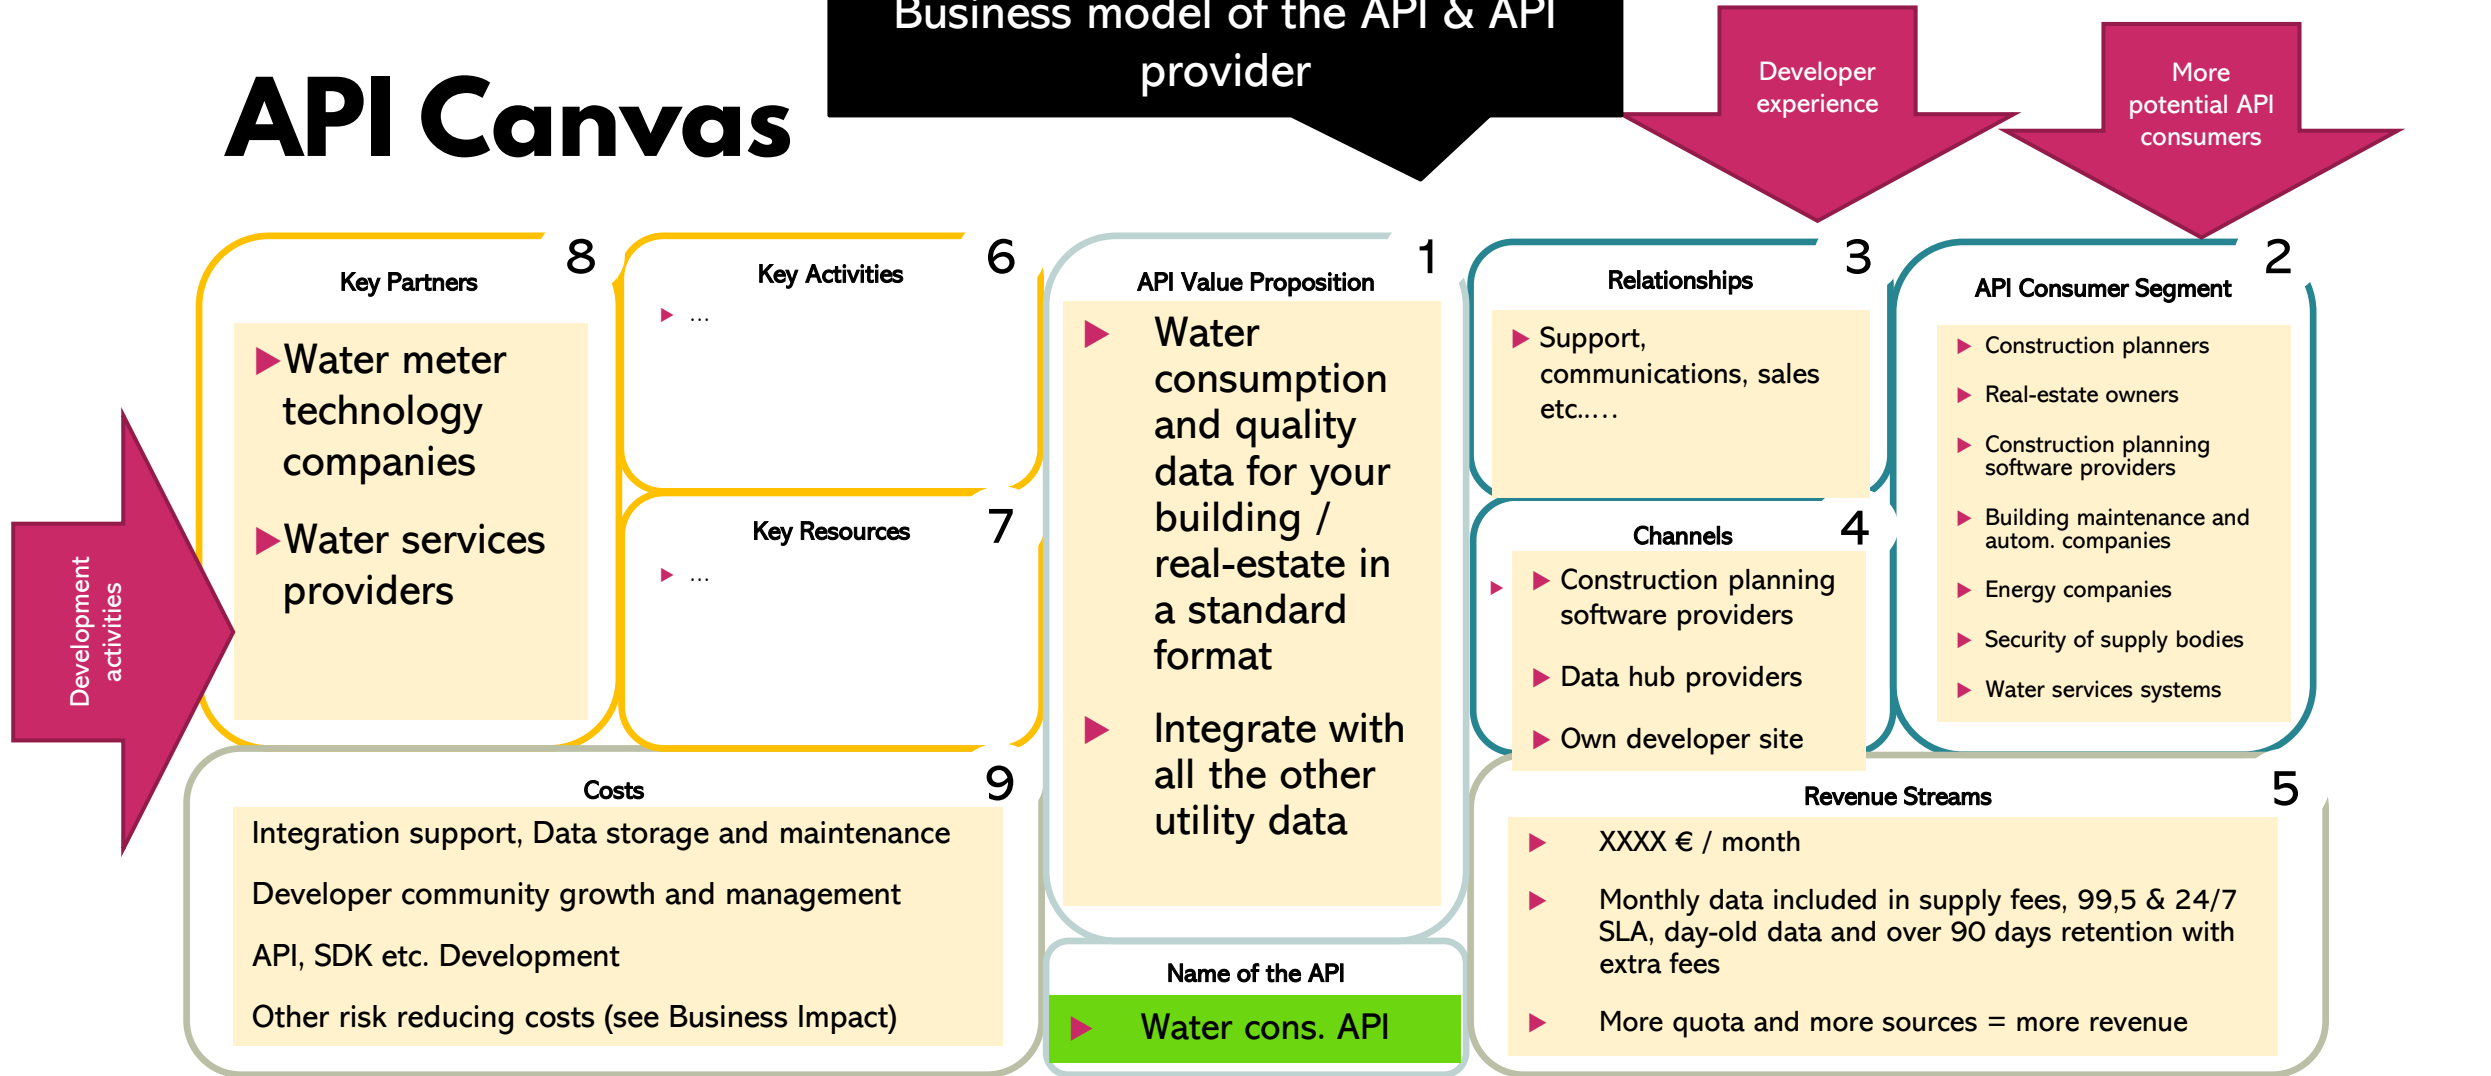 Business model of the API & API
provider
API Canvas
Developer
experience
More
potential API
consumers
Development
activities
8
Key Partners
Water meter
technology
companies
Water services
providers
6
Key Activities
...
7
Key Resources
...
1
API Value Proposition
Water
consumption
and quality
data for your
building /
real-estate in
a standard
format
Integrate with
all the other
utility data
3
Relationships
Support,
communications, sales
etc.….
4
Channels
Construction planning
software providers
Data hub providers
Own developer site
2
API Consumer Segment
Construction planners
Real-estate owners
Construction planning
software providers
Building maintenance and
autom. companies
Energy companies
Security of supply bodies
Water services systems
9
Costs
Integration support, Data storage and maintenance
Developer community growth and management
API, SDK etc. Development
Other risk reducing costs (see Business Impact)
Name of the API
Water cons. API
5
Revenue Streams
XXXX € / month
Monthly data included in supply fees, 99,5 & 24/7
SLA, day-old data and over 90 days retention with
extra fees
More quota and more sources = more revenue